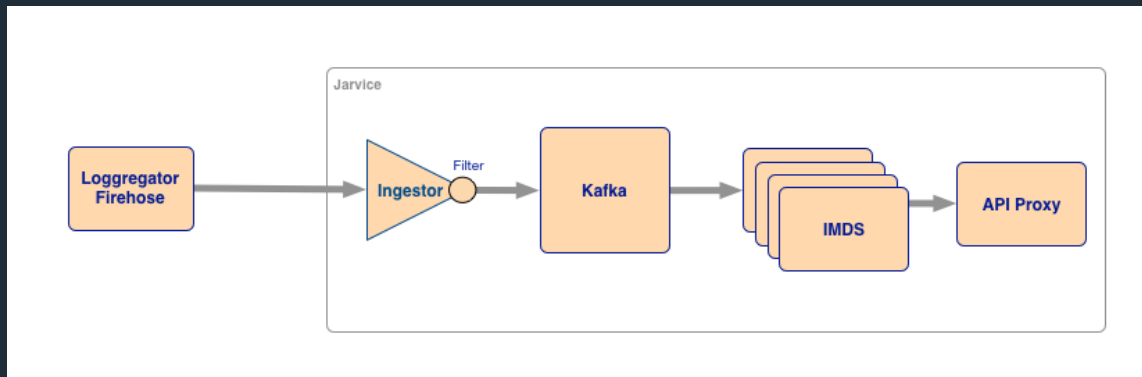 Jarvice
Loggregator
Firehose
Ingestor
Filter
Kafka
IMDS
API Proxy